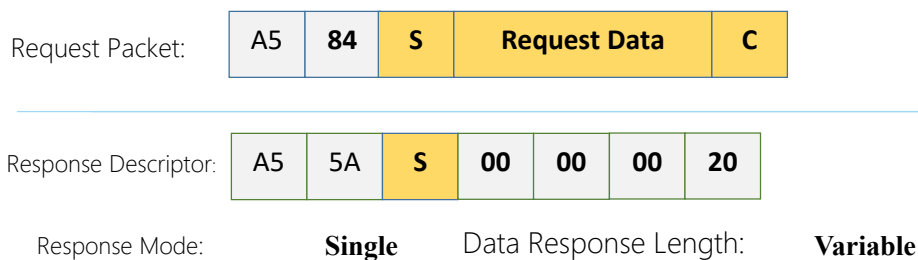 Request Packet: A5 84 S Request Data C
Response Descriptor: A5 5A S 00 00 00 20
Response Mode: Single Data Response Length: Variable